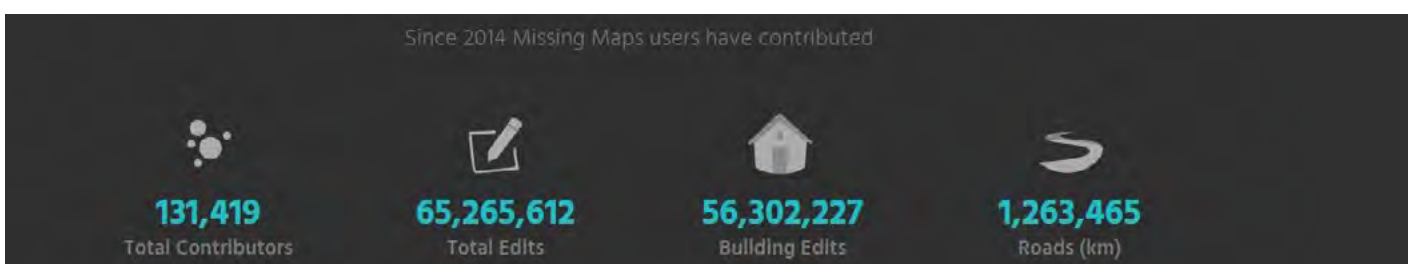 Since 2014 Missing Maps users have contributed
131,419
Total Contributors
65,265,612
Total Edits
56,302,227
Building Edits
1,263,465
Roads (km)